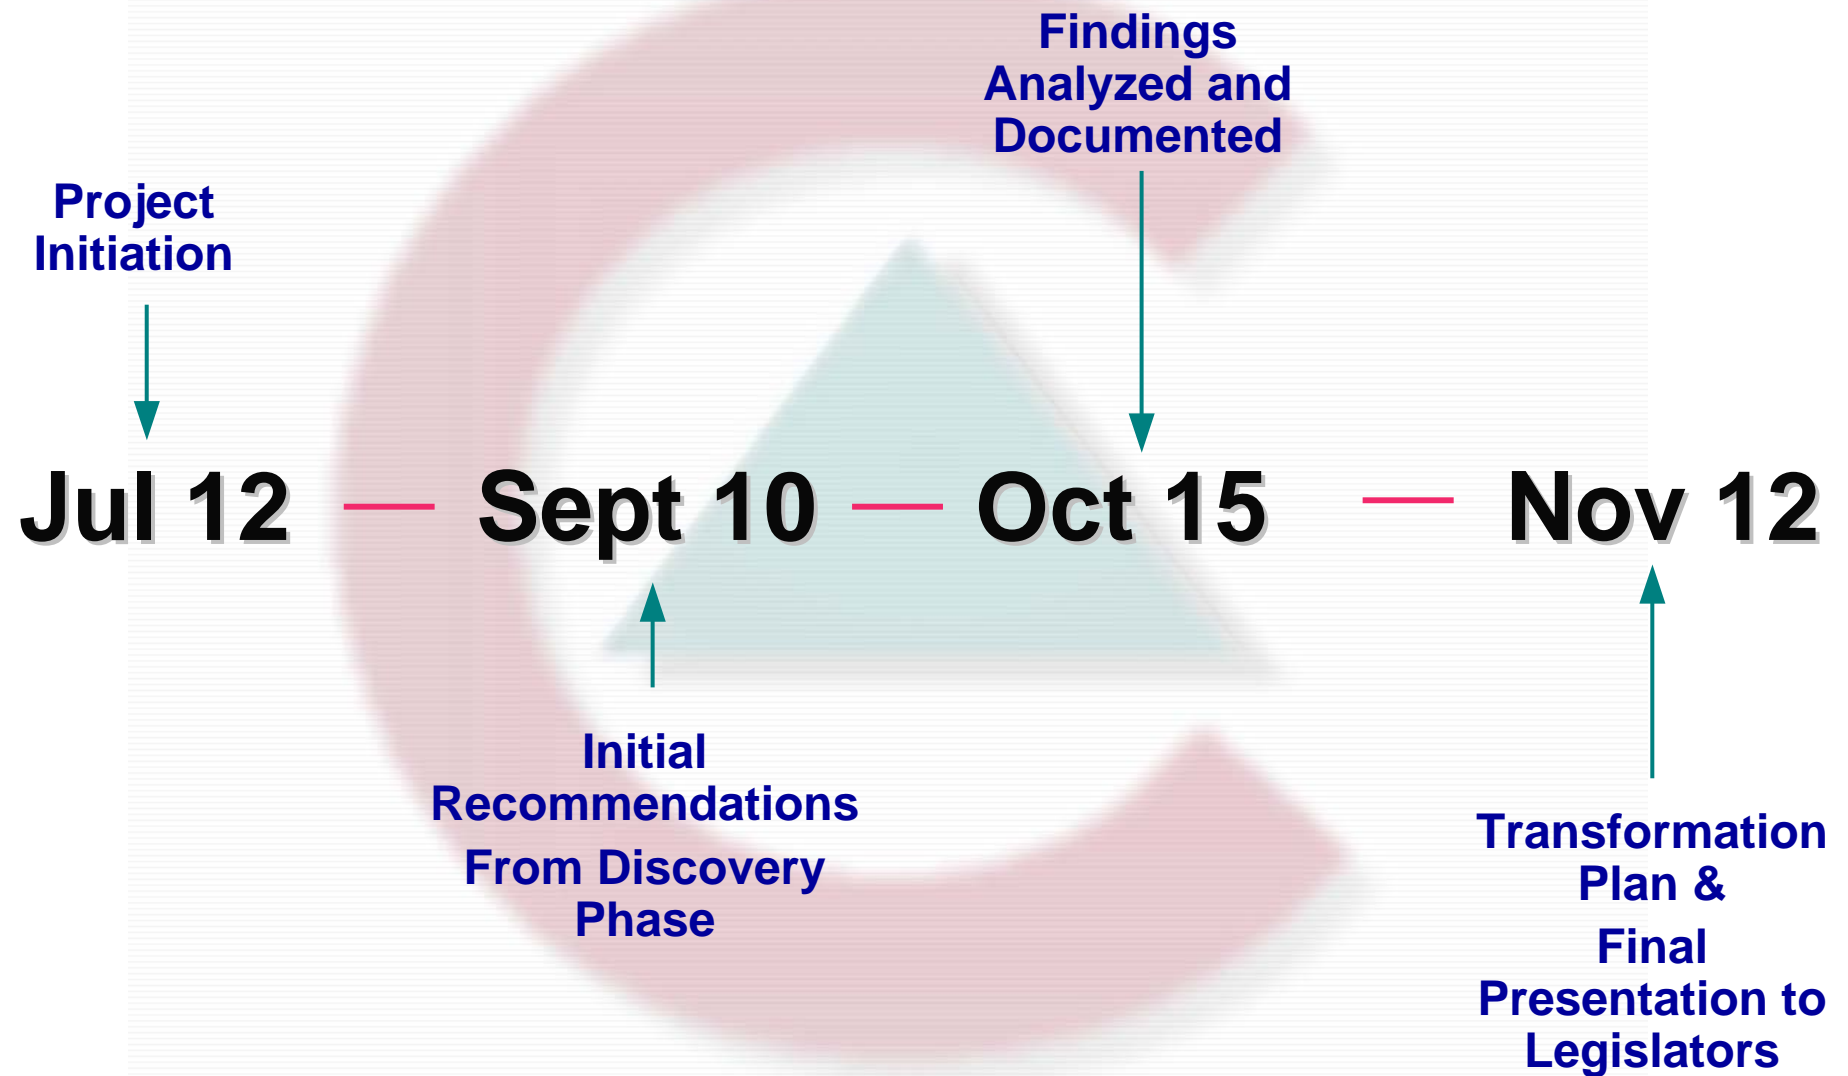 Findings
Analyzed and
Documented
Project
Initiation
Jul 12 — Sept 10 — Oct 15 — Nov 12
Initial
Recommendations
From Discovery
Phase
Transformation
Plan &
Final
Presentation to
Legislators